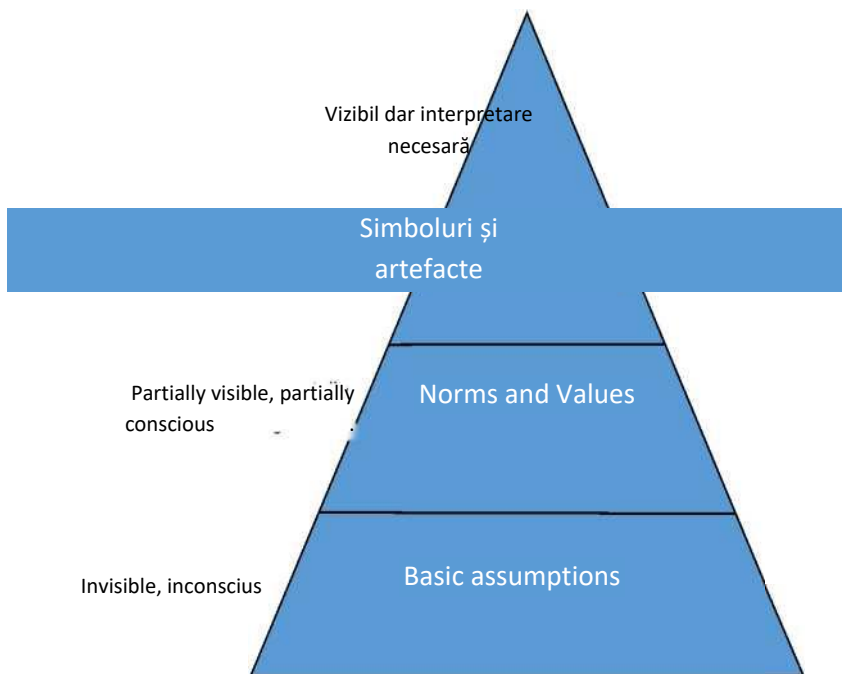 Vizibil dar interpretare
necesară
Simboluri și
artefacte
Partially visible, partially
conscious
Norms and Values
Invisible, inconscius
Basic assumptions